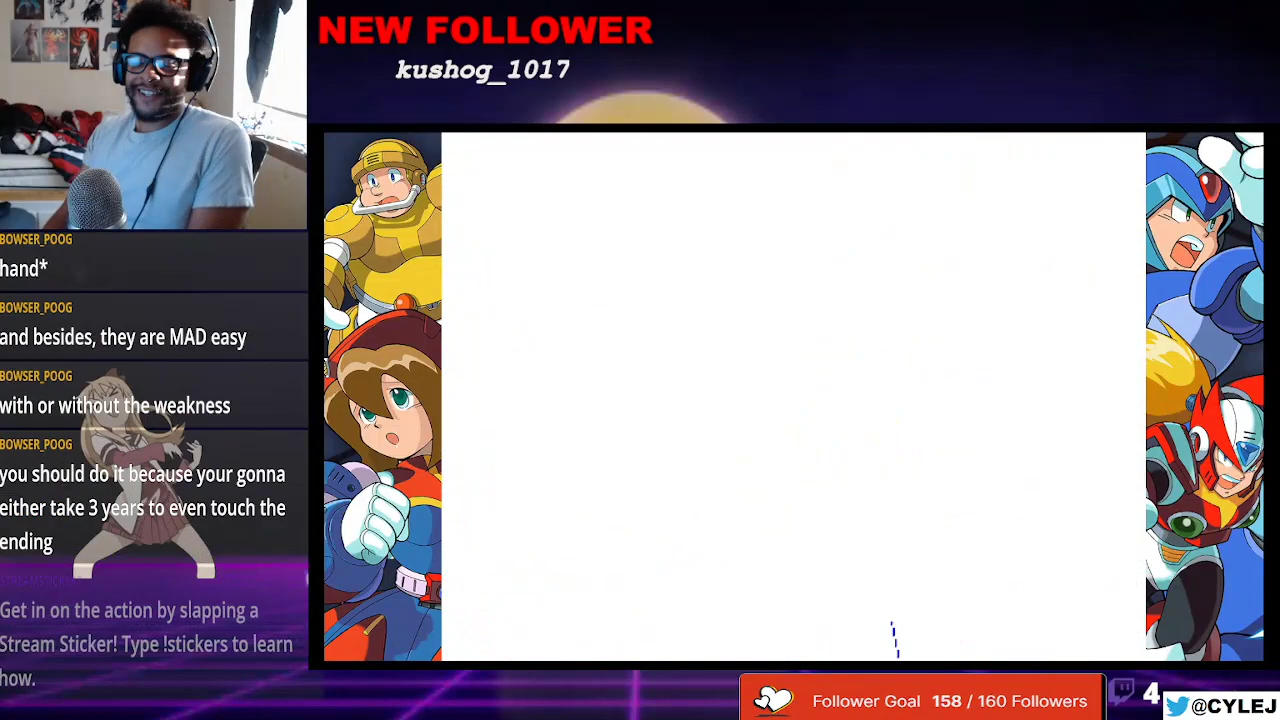 NEW FOLLOWER
kushog_1017
BOWSER_POOG
hand*
BOWSER_POOG
and besides, they are MAD easy
BOWSER_POOG
with or without the weakness
BOWSER_POOG
you should do it because your gonna
either take 3 years to even touch the
ending
Get in on the action by slapping a
Stream Sticker! Type !stickers to learn
how.
Follower Goal 158 / 160 Followers
4
@CYLEJ